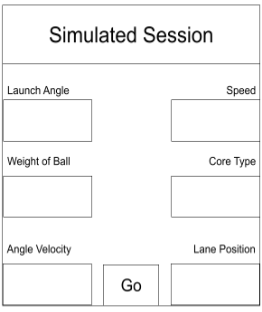 Simulated Session
Launch Angle
Speed
Weight of Ball
Core Type
Angle Velocity
Lane Position
Go